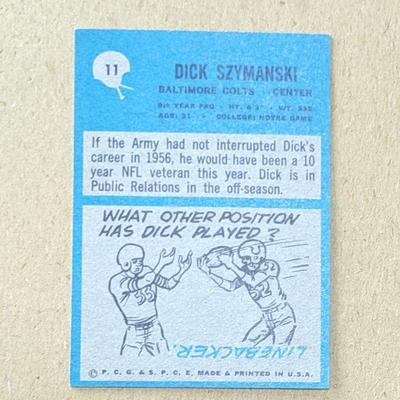 11
DICK SZYMANSKI
BALTIMORE COLTS CENTER
9th YEAR PRO - HT. 6'3" - WT. 235
AGE: 31 - COLLEGE: NOTRE DAME
If the Army had not interrupted Dick's
career in 1956, he would have been a 10
year NFL veteran this year. Dick is in
Public Relations in the off-season.
WHAT OTHER POSITION
HAS DICK PLAYED?
55
52
LINEBACKER.
© P. C. G. & S. P. C. E. MADE & PRINTED IN U.S.A.